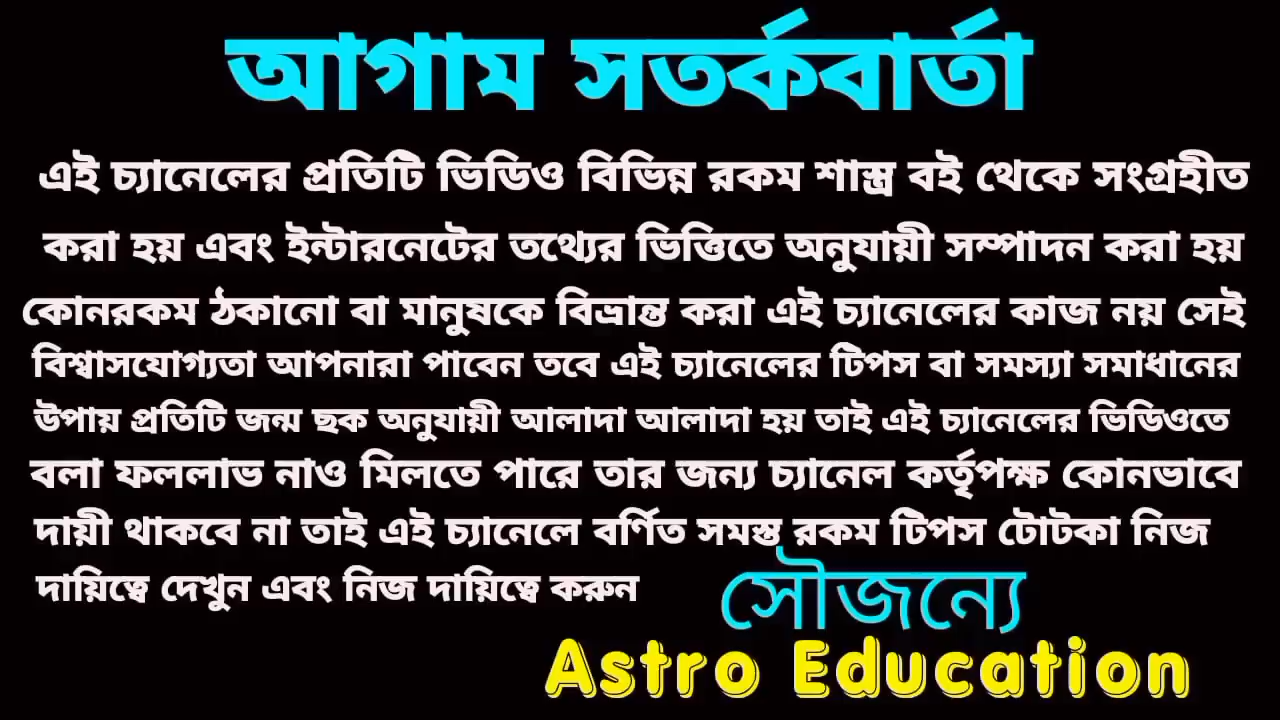 আগাম সতর্কবার্তা
এই চ্যানেলের প্রতিটি ভিডিও বিভিন্ন রকম শাস্ত্র বই থেকে সংগ্রহীত
করা হয় এবং ইন্টারনেটের তথ্যের ভিত্তিতে অনুযায়ী সম্পাদন করা হয়
কোনরকম ঠকানো বা মানুষকে বিভ্রান্ত করা এই চ্যানেলের কাজ নয় সেই
বিশ্বাসযোগ্যতা আপনারা পাবেন তবে এই চ্যানেলের টিপস বা সমস্যা সমাধানের
উপায় প্রতিটি জন্ম ছক অনুযায়ী আলাদা আলাদা হয় তাই এই চ্যানেলের ভিডিওতে
বলা ফললাভ নাও মিলতে পারে তার জন্য চ্যানেল কর্তৃপক্ষ কোনভাবে
দায়ী থাকবে না তাই এই চ্যানেলে বর্ণিত সমস্ত রকম টিপস টোটকা নিজ
দায়িত্বে দেখুন এবং নিজ দায়িত্বে করুন
সৌজন্যে
Astro Education